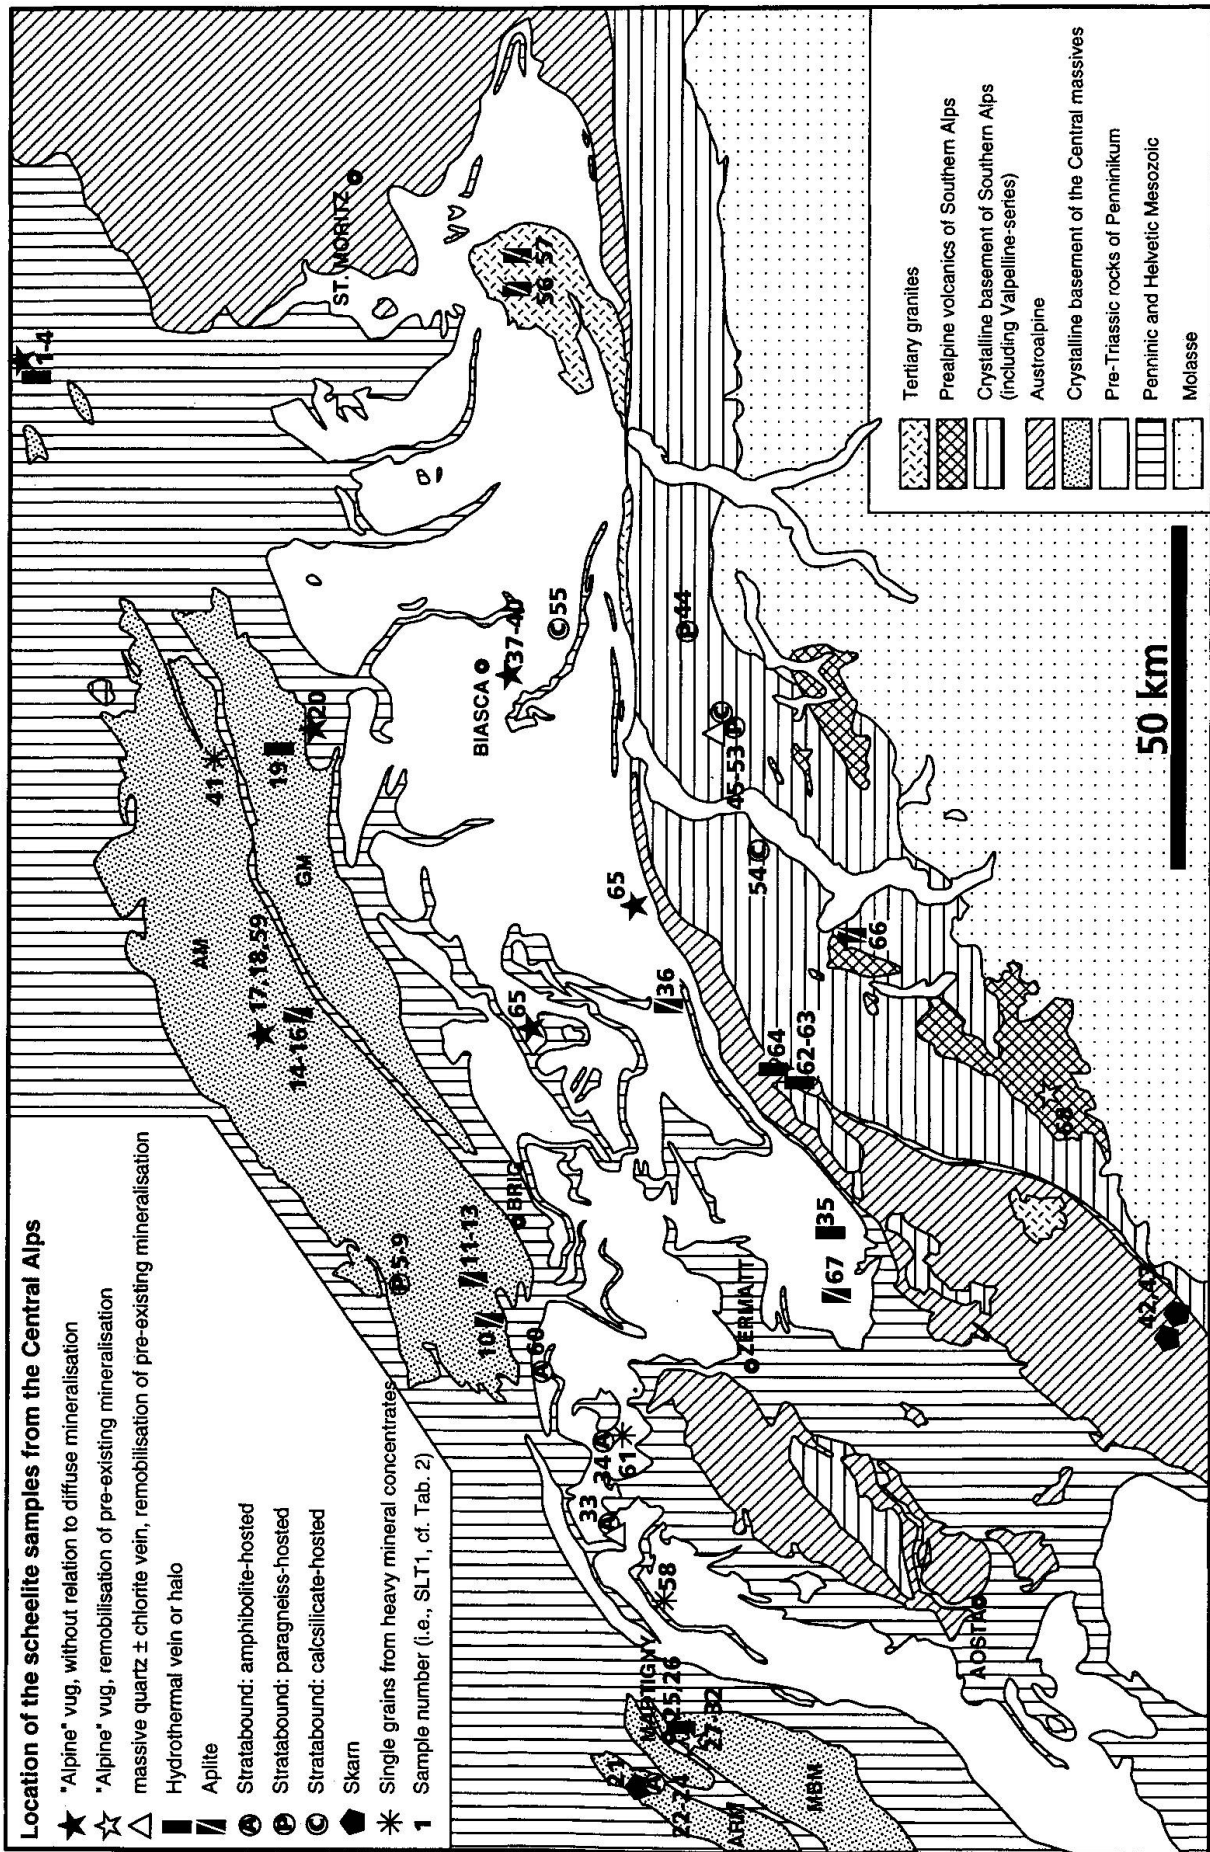 Location of the scheelite samples from the Central Alps
"Alpine" vug, without relation to diffuse mineralisation
"Alpine" vug, remobilisation of pre-existing mineralisation
massive quartz ± chlorite vein, remobilisation of pre-existing mineralisation
Hydrothermal vein or halo
Aplite
A Stratabound: amphibolite-hosted
P Stratabound: paragneiss-hosted
C Stratabound: calcsilicate-hosted
Skarn
Single grains from heavy mineral concentrates
1 Sample number (i.e., SLT1, cf. Tab. 2)
1-4
ST. MORITZ
56, 57
41
20
19
AM
GM
17,18,59
14-16
BIASCA
37-40
C 55
P 44
C
P
45-53
54 C
65
65
36
66
64
62-63
68
P 5-9
11-13
10
BRIG
A 60
35
67
ZERMATT
42, 43
34 A
61
33
A
58
MARTIGNY
25,26
27-32
21
A
22-24
ARM
MBM
AOSTA
50 km
Tertiary granites
Prealpine volcanics of Southern Alps
Crystalline basement of Southern Alps
(including Valpelline-series)
Austroalpine
Crystalline basement of the Central massives
Pre-Triassic rocks of Penninikum
Penninic and Helvetic Mesozoic
Molasse